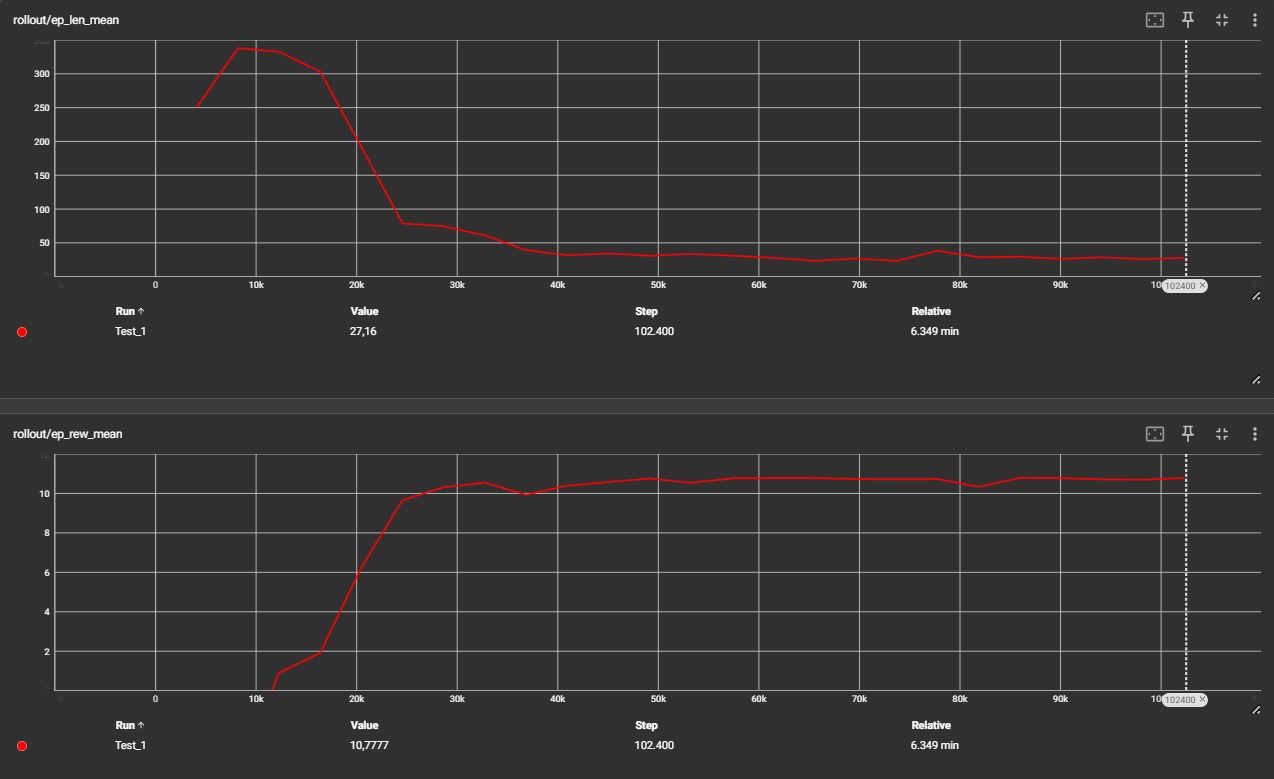 rollout/ep_len_mean
300
250
200
150
100
50
0 10k 20k 30k 40k 50k 60k 70k 80k 90k 10 102400 ×
Run ↑ Value Step Relative
Test_1 27,16 102.400 6.349 min
rollout/ep_rew_mean
10
8
6
4
2
0 10k 20k 30k 40k 50k 60k 70k 80k 90k 10 102400 ×
Run ↑ Value Step Relative
Test_1 10,7777 102.400 6.349 min